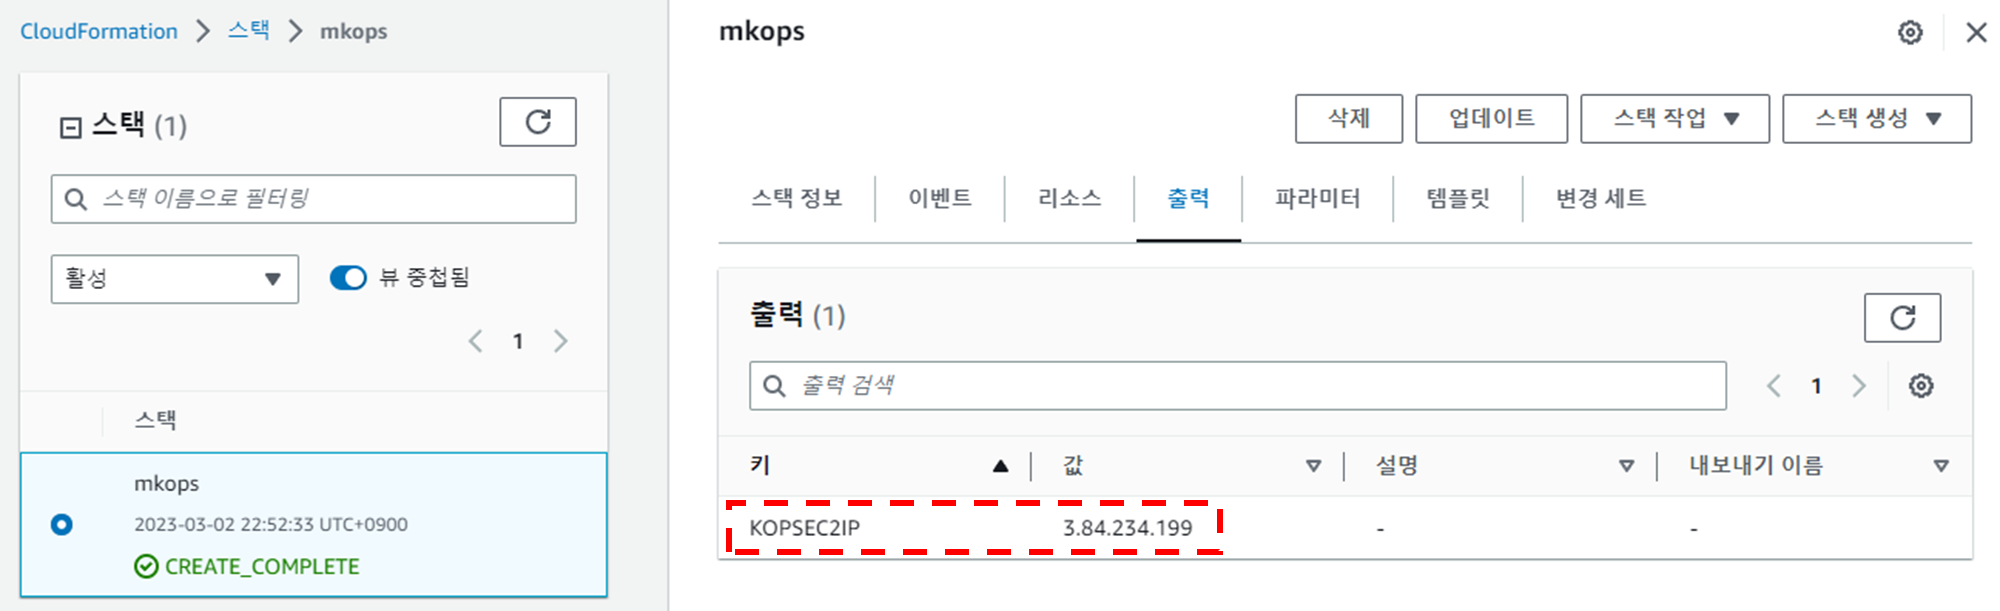 CloudFormation > 스택 > mkops
스택 (1)
스택 이름으로 필터링
활성
뷰 중첩됨
1
스택
mkops
2023-03-02 22:52:33 UTC+0900
CREATE_COMPLETE
mkops
삭제 업데이트 스택 작업 스택 생성
스택 정보 이벤트 리소스 출력 파라미터 템플릿 변경 세트
출력 (1)
출력 검색
1
키 값 설명 내보내기 이름
KOPSEC2IP 3.84.234.199 - -